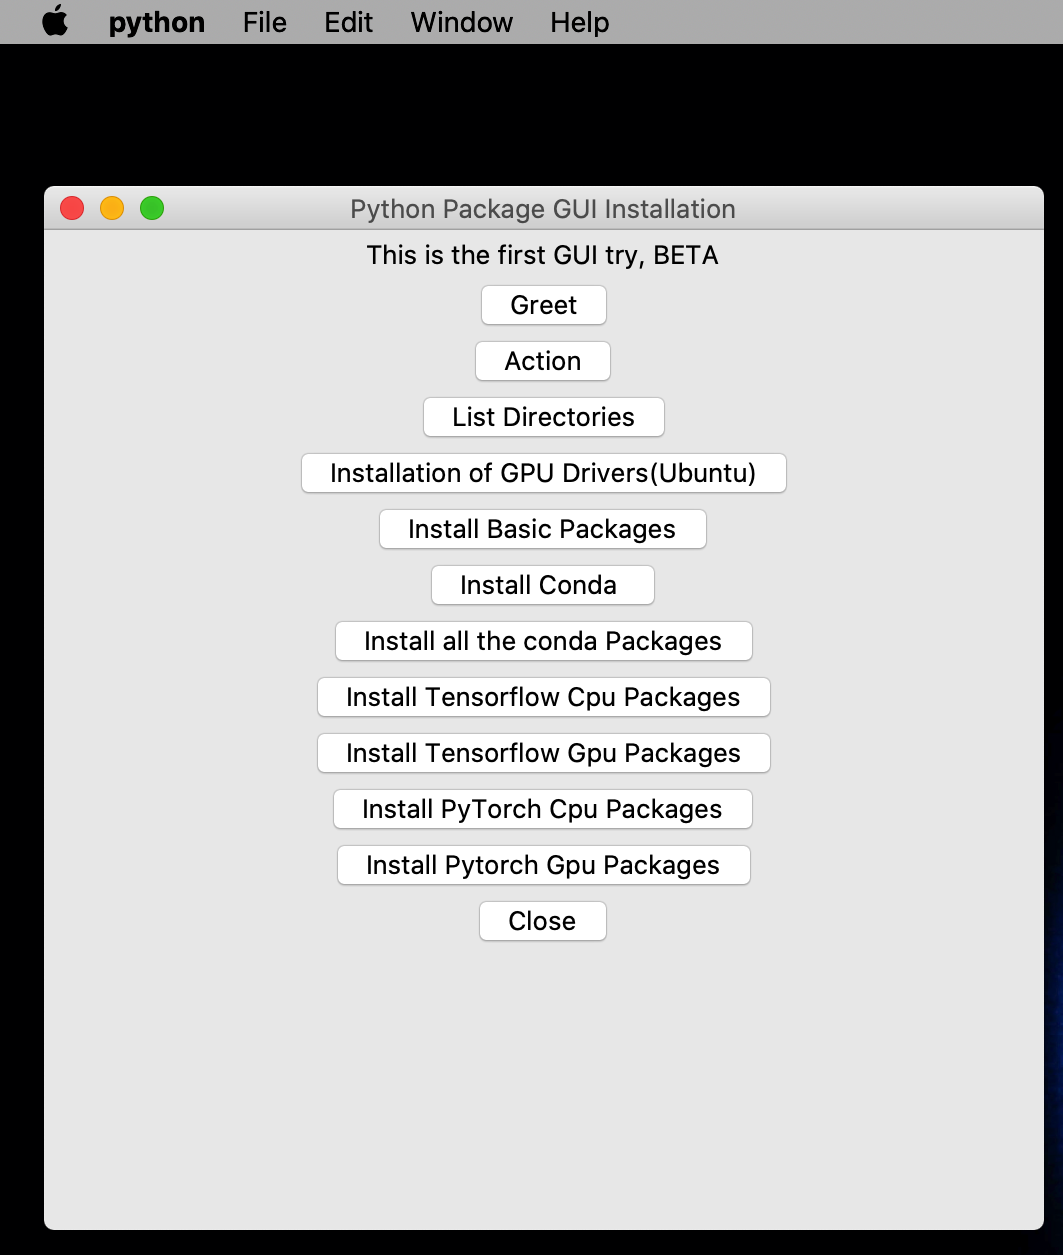 python File Edit Window Help
Python Package GUI Installation
This is the first GUI try, BETA
Greet
Action
List Directories
Installation of GPU Drivers(Ubuntu)
Install Basic Packages
Install Conda
Install all the conda Packages
Install Tensorflow Cpu Packages
Install Tensorflow Gpu Packages
Install PyTorch Cpu Packages
Install Pytorch Gpu Packages
Close